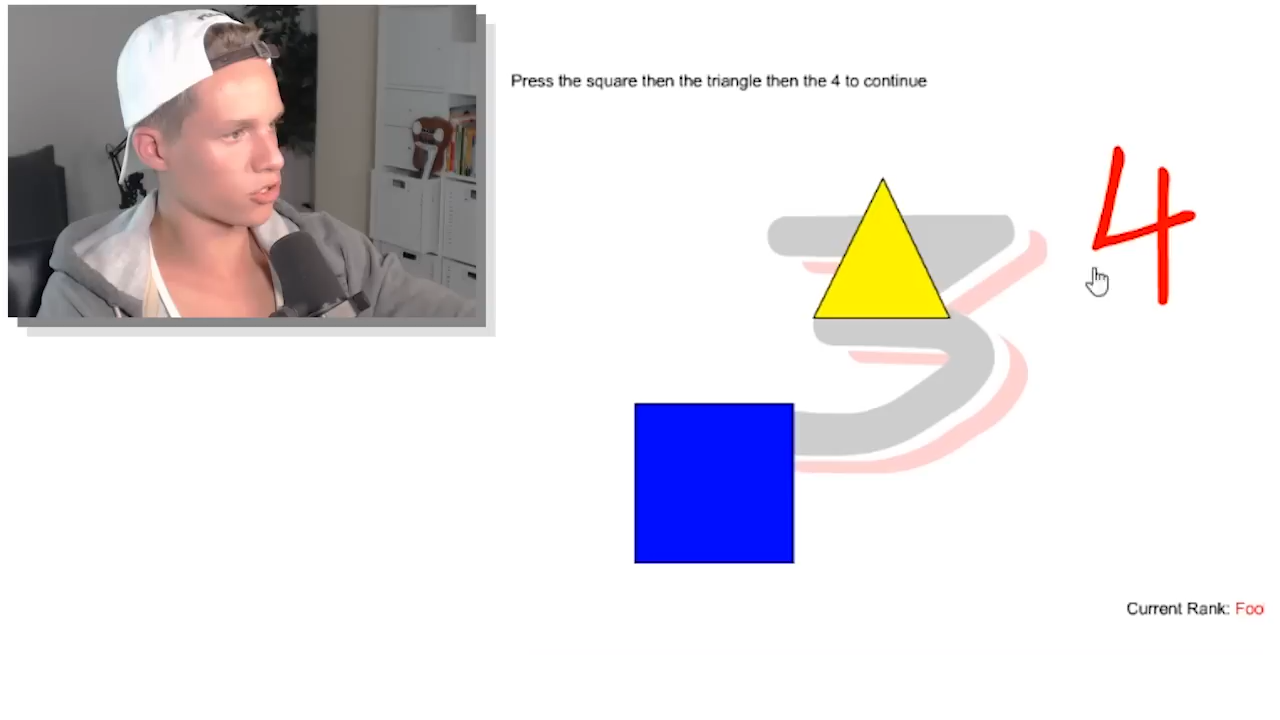 Press the square then the triangle then the 4 to continue
4
3
Current Rank: Foo